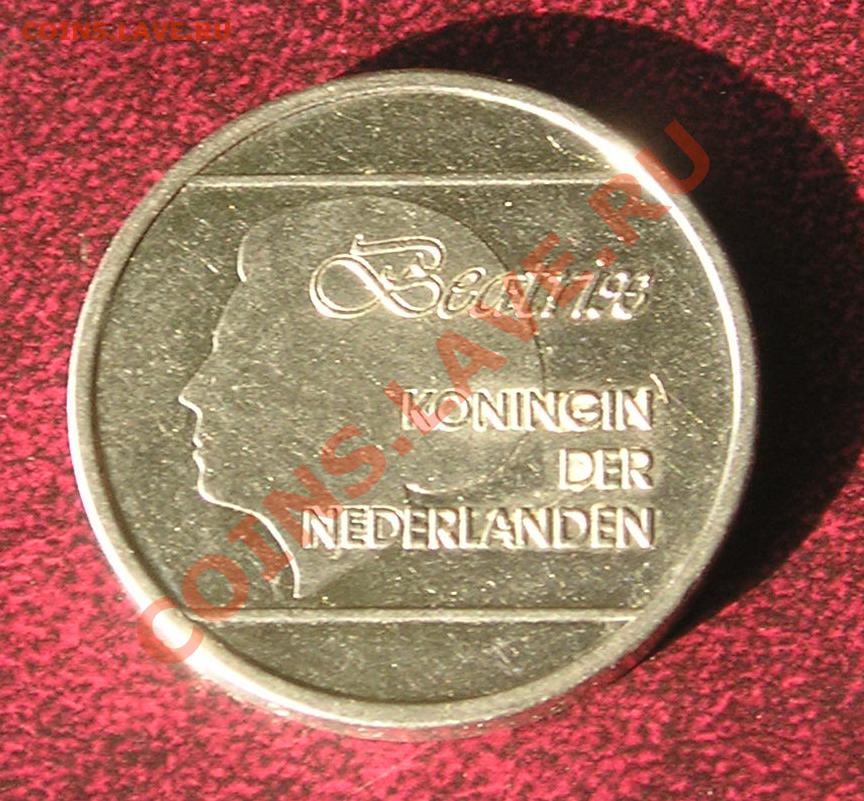 COINS.LAVE.RU
Beatrix
KONINGIN
DER
NEDERLANDEN
COINS.LAVE.RU